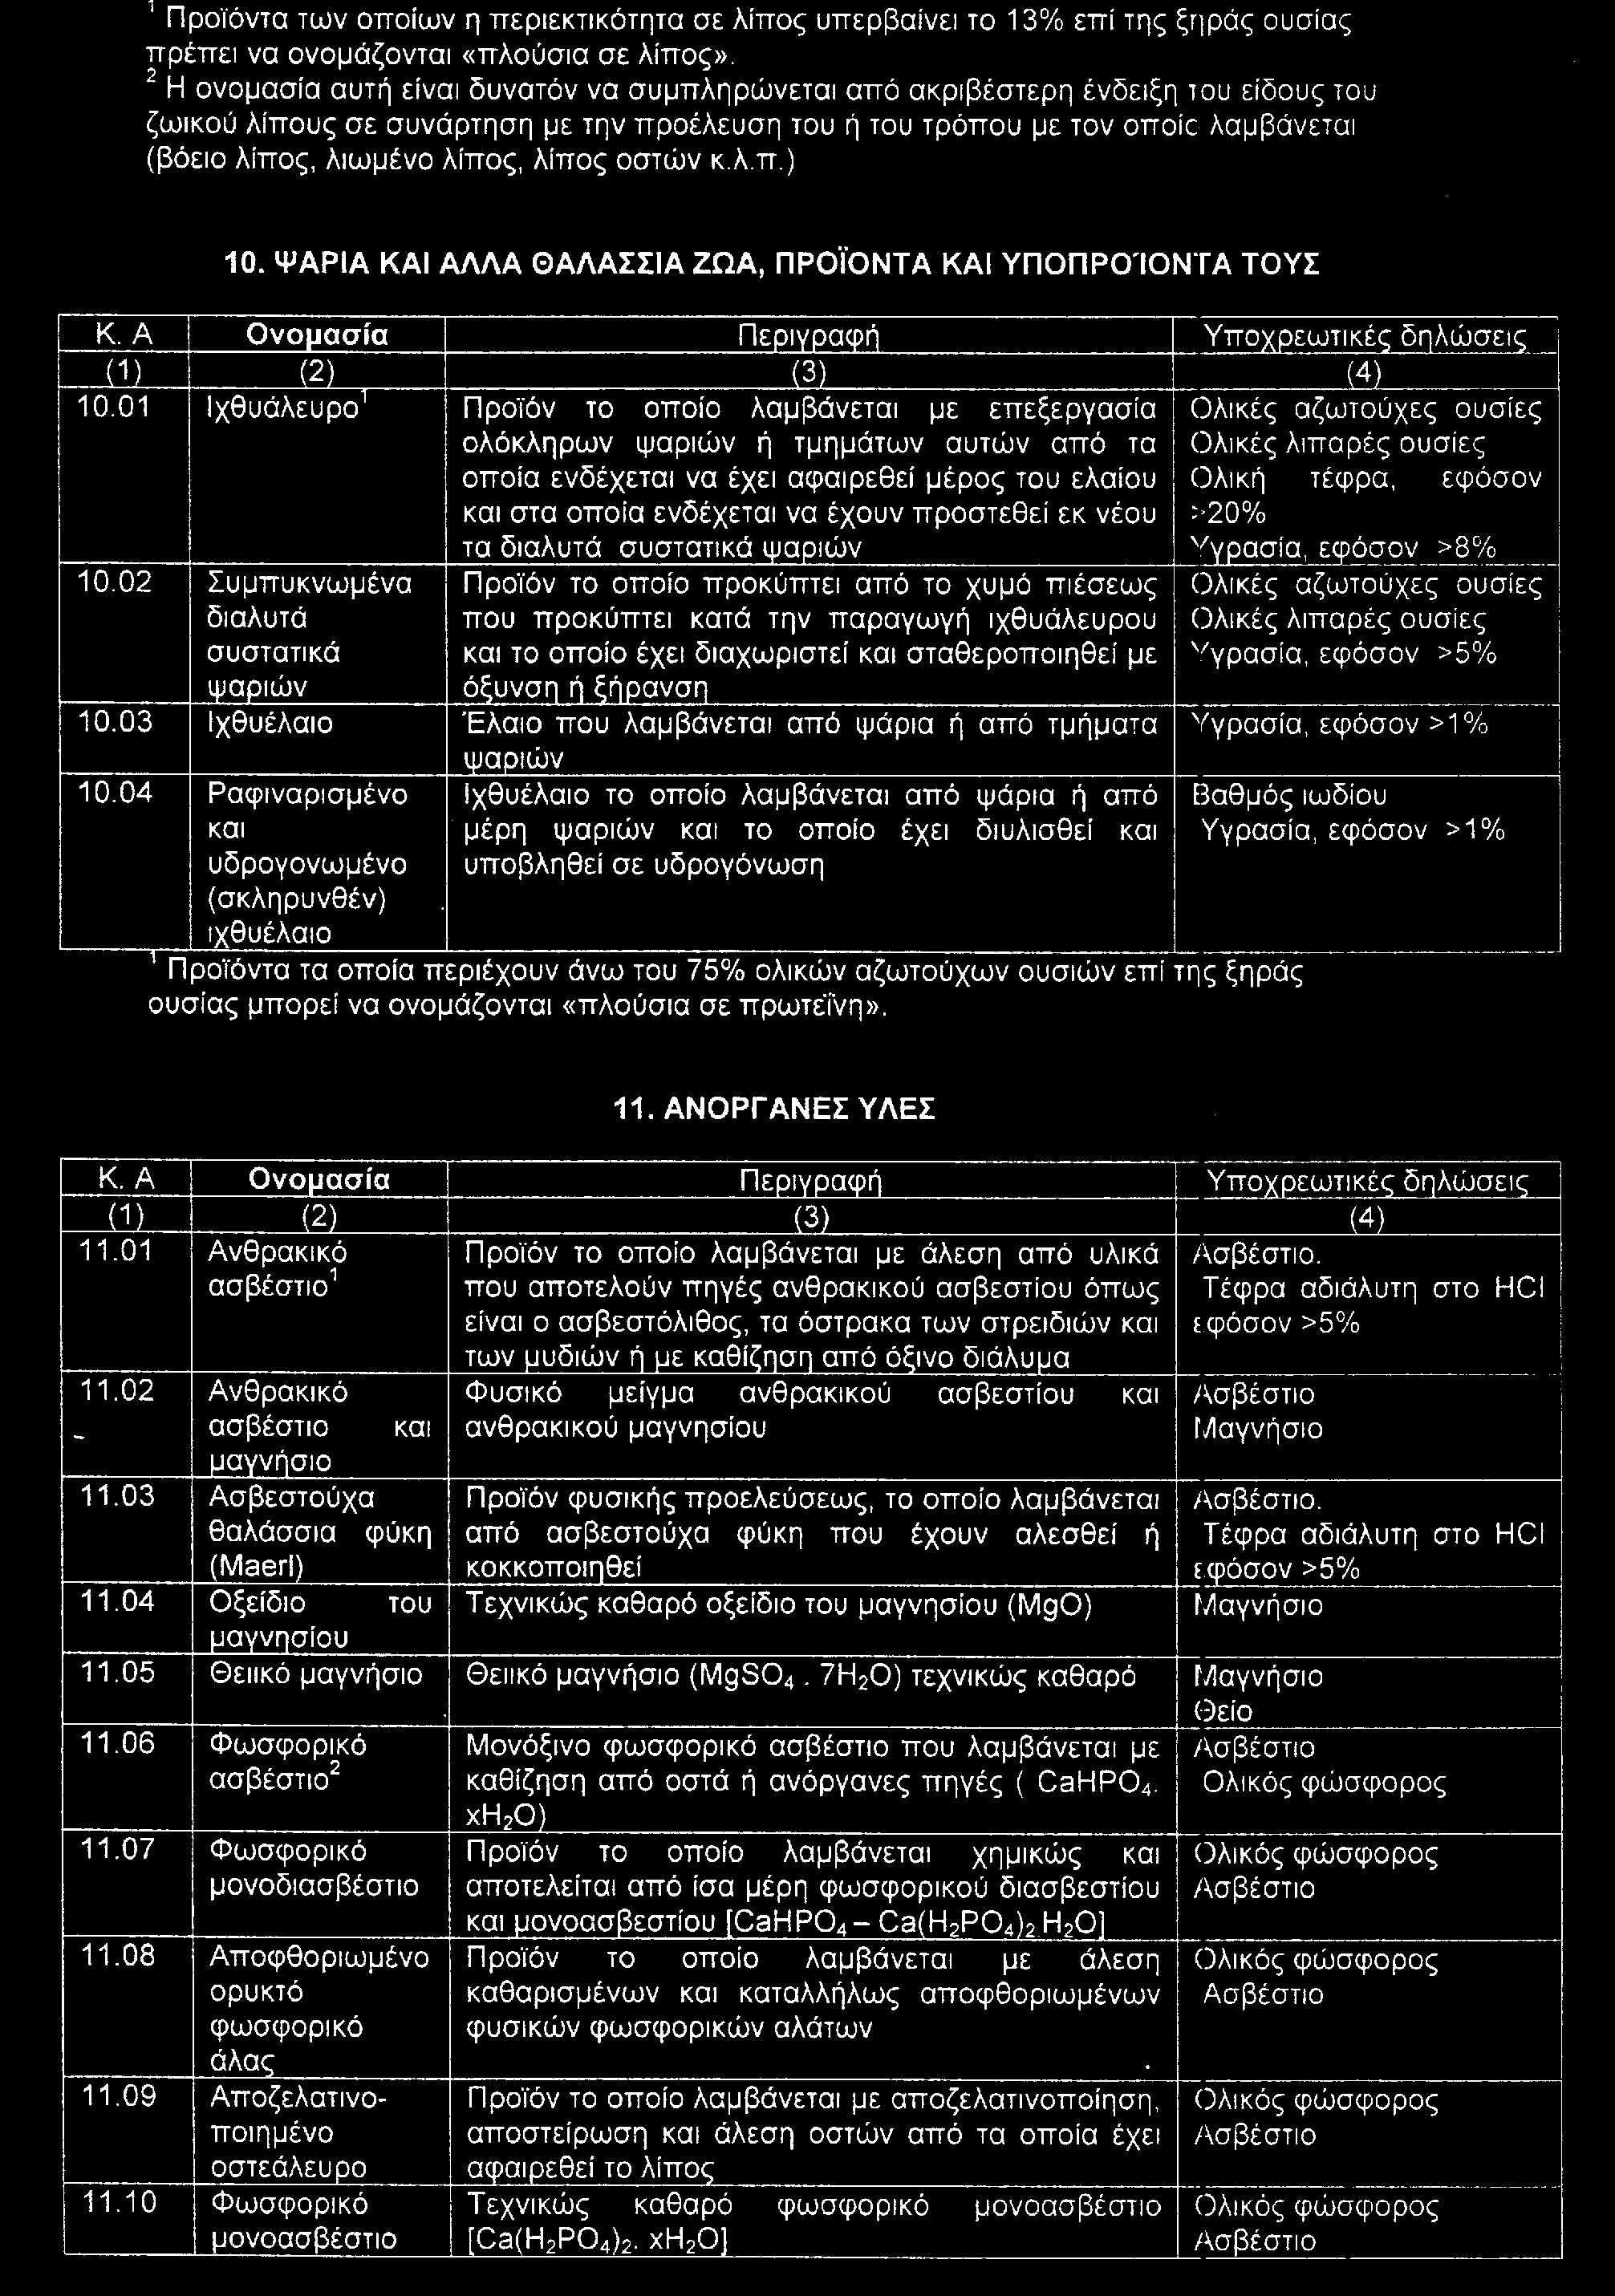 ¹ Προϊόντα των οποίων η περιεκτικότητα σε λίπος υπερβαίνει το 13% επί της ξηράς ουσίας
πρέπει να ονομάζονται «πλούσια σε λίπος».
² Η ονομασία αυτή είναι δυνατόν να συμπληρώνεται από ακριβέστερη ένδειξη του είδους του
ζωικού λίπους σε συνάρτηση με την προέλευση του ή του τρόπου με τον οποίο λαμβάνεται
(βόειο λίπος, λιωμένο λίπος, λίπος οστών κ.λ.π.)
10. ΨΑΡΙΑ ΚΑΙ ΑΛΛΑ ΘΑΛΑΣΣΙΑ ΖΩΑ, ΠΡΟΪΟΝΤΑ ΚΑΙ ΥΠΟΠΡΟΪΟΝΤΑ ΤΟΥΣ
Κ. Α Ονομασία Περιγραφή Υποχρεωτικές δηλώσεις
(1) (2) (3) (4)
10.01 Ιχθυάλευρο¹ Προϊόν το οποίο λαμβάνεται με επεξεργασία Ολικές αζωτούχες ουσίες
ολόκληρων ψαριών ή τμημάτων αυτών από τα Ολικές λιπαρές ουσίες
οποία ενδέχεται να έχει αφαιρεθεί μέρος του ελαίου Ολική τέφρα, εφόσον
και στα οποία ενδέχεται να έχουν προστεθεί εκ νέου >20%
τα διαλυτά συστατικά ψαριών Υγρασία, εφόσον >8%
10.02 Συμπυκνωμένα Προϊόν το οποίο προκύπτει από το χυμό πιέσεως Ολικές αζωτούχες ουσίες
διαλυτά που προκύπτει κατά την παραγωγή ιχθυάλευρου Ολικές λιπαρές ουσίες
συστατικά και το οποίο έχει διαχωριστεί και σταθεροποιηθεί με Υγρασία, εφόσον >5%
ψαριών όξυνση ή ξήρανση
10.03 Ιχθυέλαιο Έλαιο που λαμβάνεται από ψάρια ή από τμήματα Υγρασία, εφόσον >1%
ψαριών
10.04 Ραφιναρισμένο Ιχθυέλαιο το οποίο λαμβάνεται από ψάρια ή από Βαθμός ιωδίου
και μέρη ψαριών και το οποίο έχει διυλισθεί και Υγρασία, εφόσον >1%
υδρογονωμένο υποβληθεί σε υδρογόνωση
(σκληρυνθέν)
ιχθυέλαιο
¹ Προϊόντα τα οποία περιέχουν άνω του 75% ολικών αζωτούχων ουσιών επί της ξηράς
ουσίας μπορεί να ονομάζονται «πλούσια σε πρωτεΐνη».
11. ΑΝΟΡΓΑΝΕΣ ΥΛΕΣ
Κ. Α Ονομασία Περιγραφή Υποχρεωτικές δηλώσεις
(1) (2) (3) (4)
11.01 Ανθρακικό Προϊόν το οποίο λαμβάνεται με άλεση από υλικά Ασβέστιο.
ασβέστιο¹ που αποτελούν πηγές ανθρακικού ασβεστίου όπως Τέφρα αδιάλυτη στο HCl
είναι ο ασβεστόλιθος, τα όστρακα των στρειδιών και εφόσον >5%
των μυδιών ή με καθίζηση από όξινο διάλυμα
11.02 Ανθρακικό Φυσικό μείγμα ανθρακικού ασβεστίου και Ασβέστιο
ασβέστιο και ανθρακικού μαγνησίου Μαγνήσιο
μαγνήσιο
11.03 Ασβεστούχα Προϊόν φυσικής προελεύσεως, το οποίο λαμβάνεται Ασβέστιο.
θαλάσσια φύκη από ασβεστούχα φύκη που έχουν αλεσθεί ή Τέφρα αδιάλυτη στο HCl
(Maerl) κοκκοποιηθεί εφόσον >5%
11.04 Οξείδιο του Τεχνικώς καθαρό οξείδιο του μαγνησίου (MgO) Μαγνήσιο
μαγνησίου
11.05 Θειικό μαγνήσιο Θειικό μαγνήσιο (MgSO₄ . 7H₂O) τεχνικώς καθαρό Μαγνήσιο
Θείο
11.06 Φωσφορικό Μονόξινο φωσφορικό ασβέστιο που λαμβάνεται με Ασβέστιο
ασβέστιο² καθίζηση από οστά ή ανόργανες πηγές ( CaHPO₄. Ολικός φώσφορος
xH₂O)
11.07 Φωσφορικό Προϊόν το οποίο λαμβάνεται χημικώς και Ολικός φώσφορος
μονοδιασβέστιο αποτελείται από ίσα μέρη φωσφορικού διασβεστίου Ασβέστιο
και μονοασβεστίου [CaHPO₄ – Ca(H₂PO₄)₂.H₂O]
11.08 Αποφθοριωμένο Προϊόν το οποίο λαμβάνεται με άλεση Ολικός φώσφορος
ορυκτό καθαρισμένων και καταλλήλως αποφθοριωμένων Ασβέστιο
φωσφορικό φυσικών φωσφορικών αλάτων
άλας
11.09 Αποζελατινο- Προϊόν το οποίο λαμβάνεται με αποζελατινοποίηση, Ολικός φώσφορος
ποιημένο αποστείρωση και άλεση οστών από τα οποία έχει Ασβέστιο
οστεάλευρο αφαιρεθεί το λίπος
11.10 Φωσφορικό Τεχνικώς καθαρό φωσφορικό μονοασβέστιο Ολικός φώσφορος
μονοασβέστιο [Ca(H₂PO₄)₂. xH₂O] Ασβέστιο